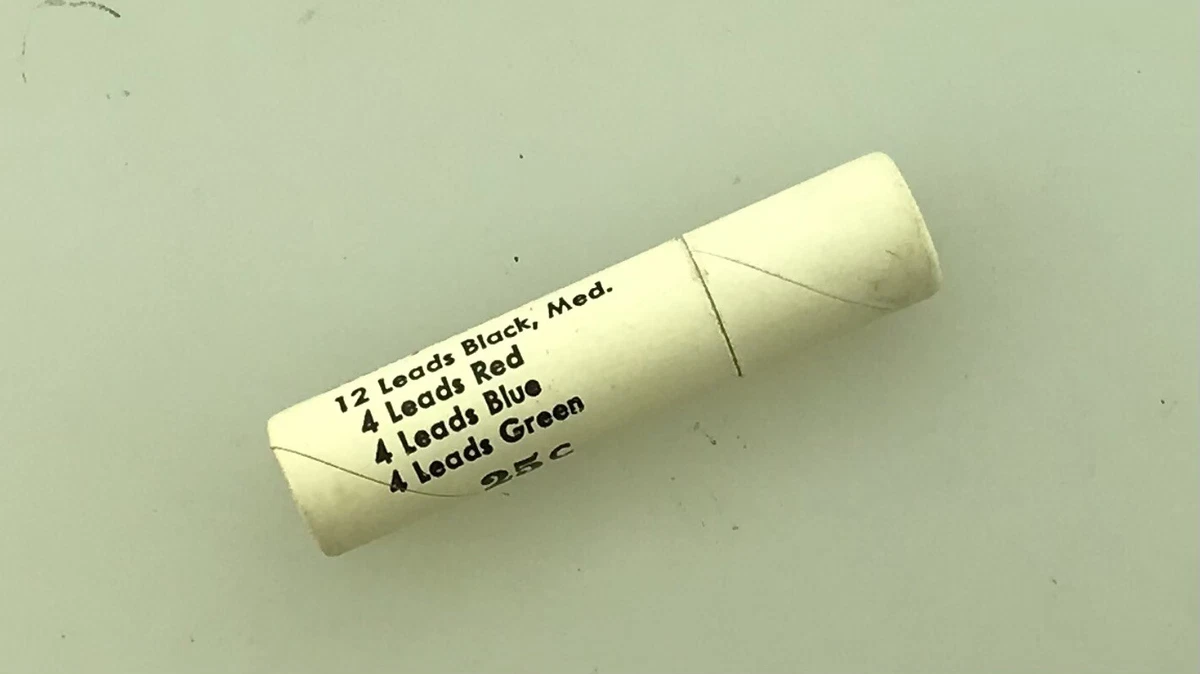 12 Leads Black, Med.
4 Leads Red
4 Leads Blue
4 Leads Green
25c